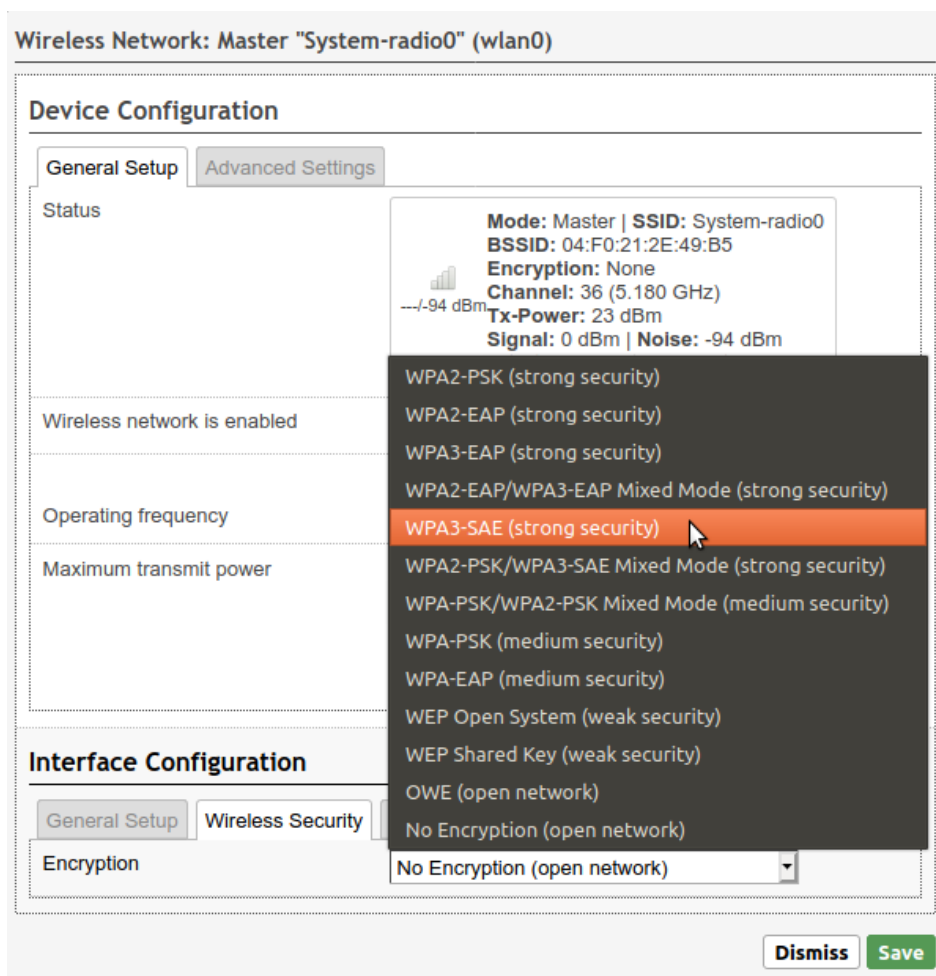 Wireless Network: Master "System-radio0" (wlan0)
Device Configuration
General Setup
Advanced Settings
Status
Mode: Master | SSID: System-radio0
BSSID: 04:F0:21:2E:49:B5
Encryption: None
Channel: 36 (5.180 GHz)
---/-94 dBm
Tx-Power: 23 dBm
Signal: 0 dBm | Noise: -94 dBm
Wireless network is enabled
Operating frequency
Maximum transmit power
WPA2-PSK (strong security)
WPA2-EAP (strong security)
WPA3-EAP (strong security)
WPA2-EAP/WPA3-EAP Mixed Mode (strong security)
WPA3-SAE (strong security)
WPA2-PSK/WPA3-SAE Mixed Mode (strong security)
WPA-PSK/WPA2-PSK Mixed Mode (medium security)
WPA-PSK (medium security)
WPA-EAP (medium security)
WEP Open System (weak security)
WEP Shared Key (weak security)
OWE (open network)
No Encryption (open network)
Interface Configuration
General Setup
Wireless Security
Encryption
No Encryption (open network)
Dismiss
Save